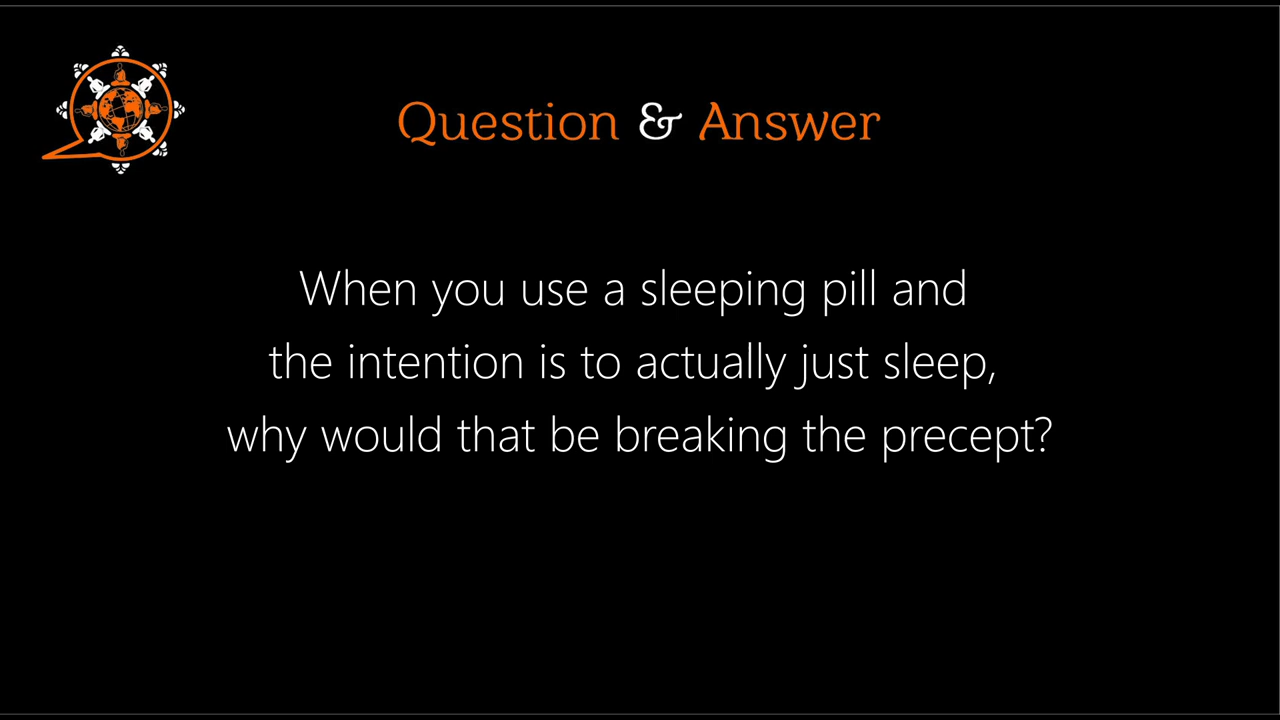 Question & Answer
When you use a sleeping pill and
the intention is to actually just sleep,
why would that be breaking the precept?